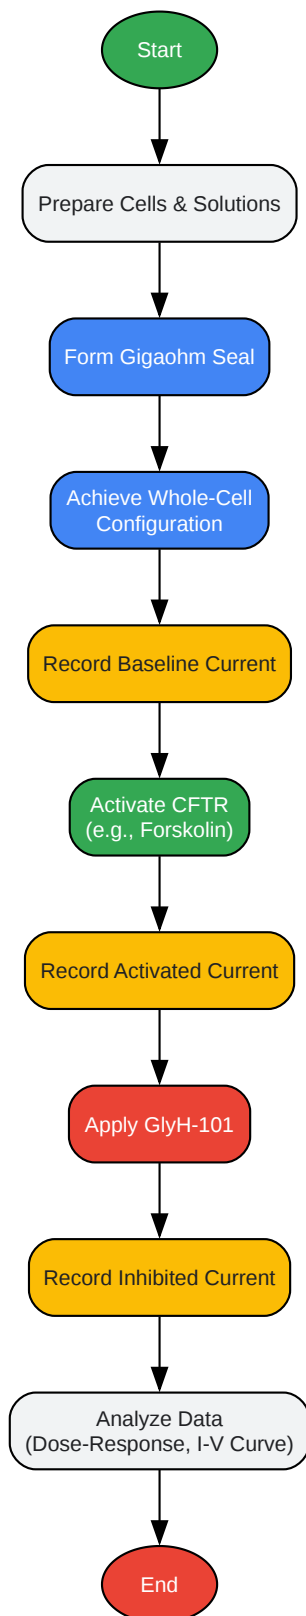 Start
Prepare Cells & Solutions
Form Gigaohm Seal
Achieve Whole-Cell
Configuration
Record Baseline Current
Activate CFTR
(e.g., Forskolin)
Record Activated Current
Apply GlyH-101
Record Inhibited Current
Analyze Data
(Dose-Response, I-V Curve)
End